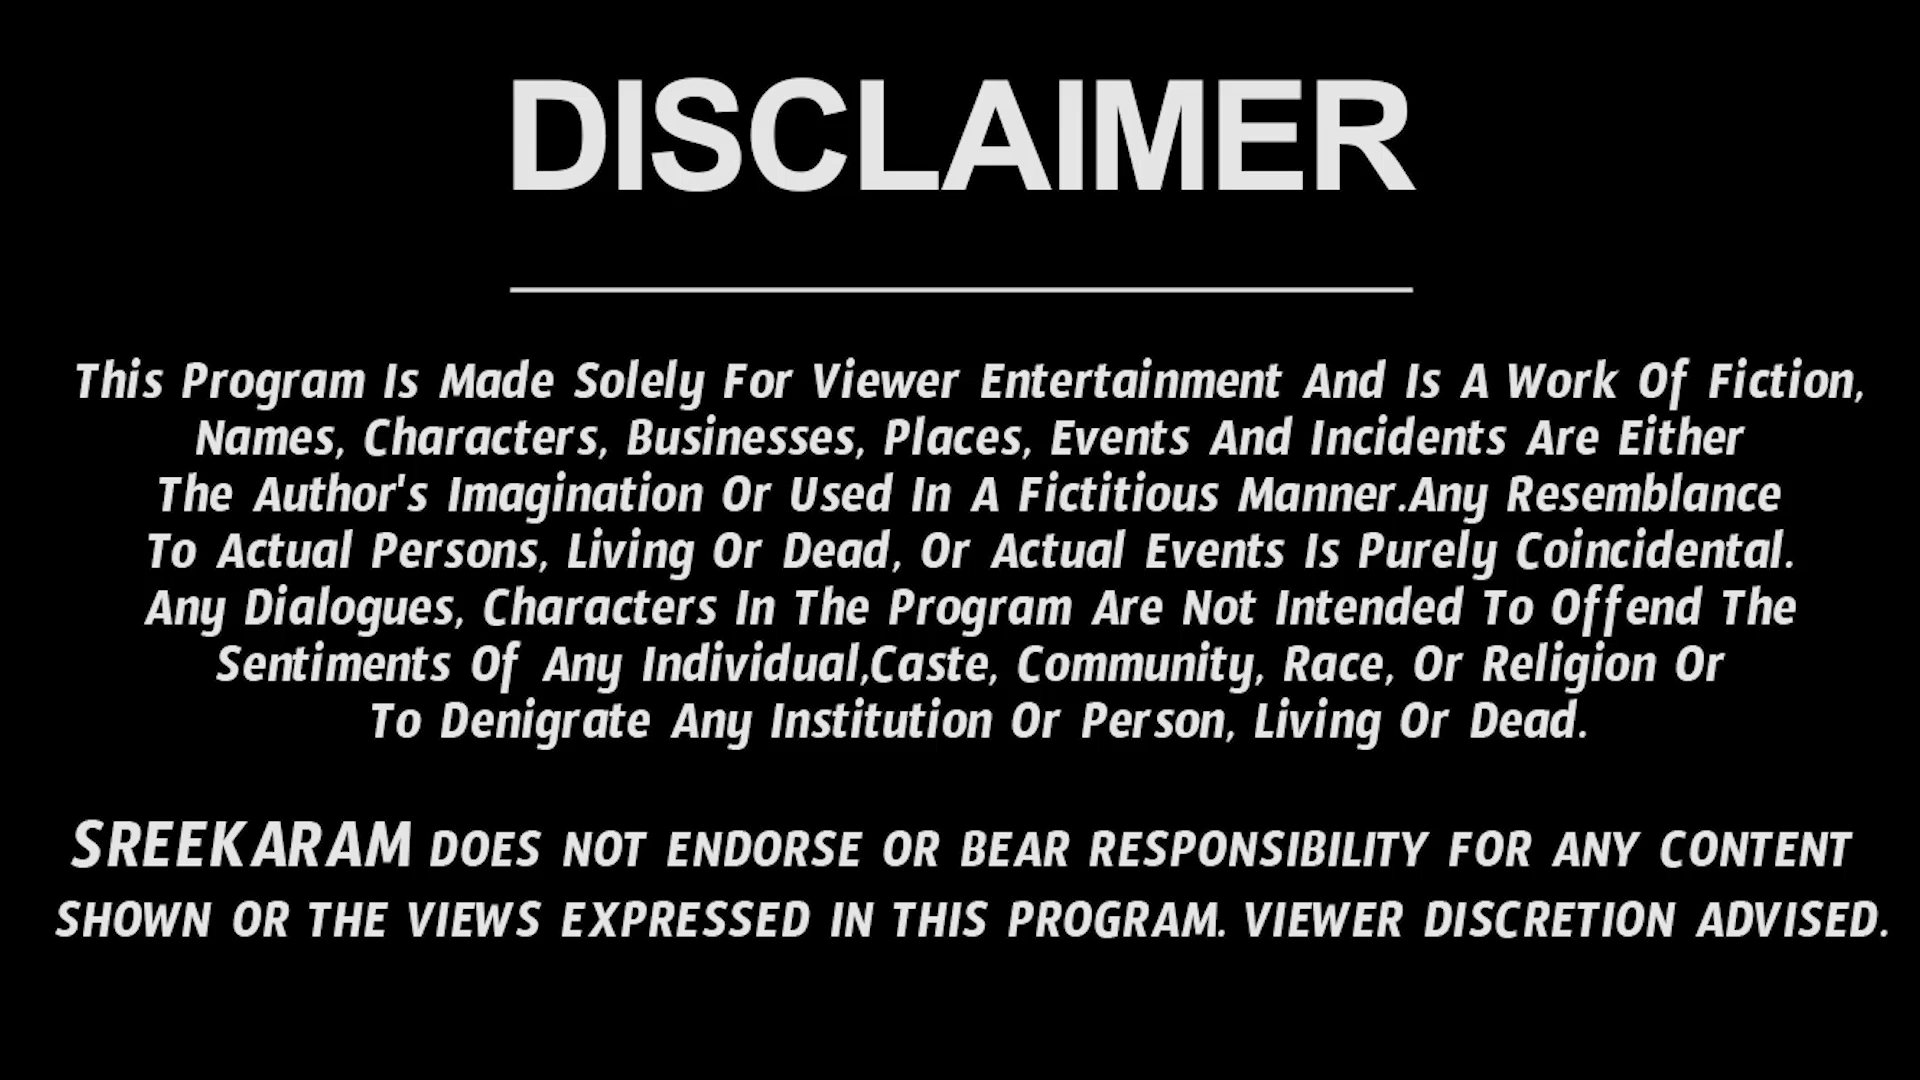 DISCLAIMER
This Program Is Made Solely For Viewer Entertainment And Is A Work Of Fiction,
Names, Characters, Businesses, Places, Events And Incidents Are Either
The Author's Imagination Or Used In A Fictitious Manner.Any Resemblance
To Actual Persons, Living Or Dead, Or Actual Events Is Purely Coincidental.
Any Dialogues, Characters In The Program Are Not Intended To Offend The
Sentiments Of Any Individual,Caste, Community, Race, Or Religion Or
To Denigrate Any Institution Or Person, Living Or Dead.
SREEKARAM DOES NOT ENDORSE OR BEAR RESPONSIBILITY FOR ANY CONTENT
SHOWN OR THE VIEWS EXPRESSED IN THIS PROGRAM. VIEWER DISCRETION ADVISED.